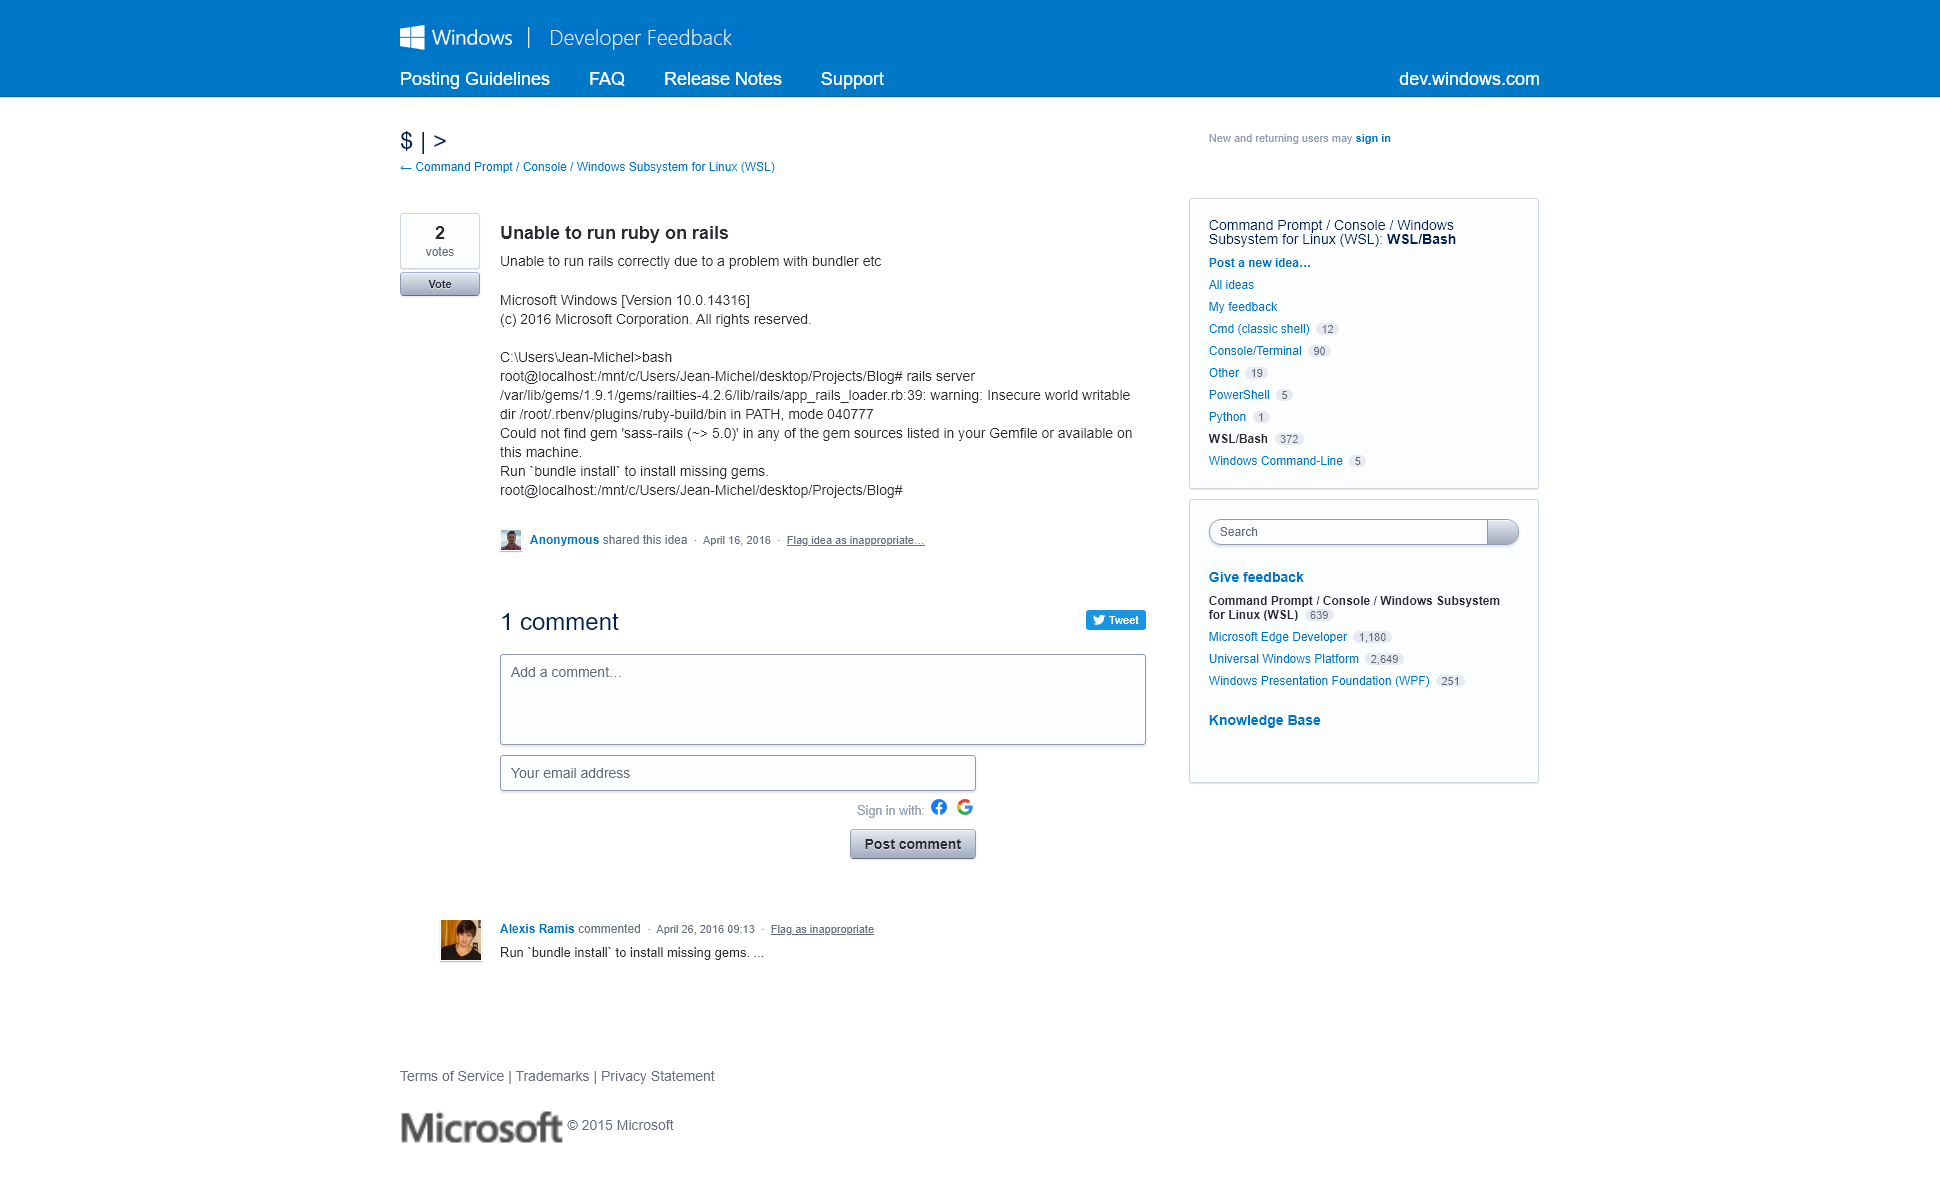 Windows | Developer Feedback
Posting Guidelines FAQ Release Notes Support dev.windows.com
$ | >
← Command Prompt / Console / Windows Subsystem for Linux (WSL)
New and returning users may sign in
2
votes
Vote
Unable to run ruby on rails
Unable to run rails correctly due to a problem with bundler etc
Microsoft Windows [Version 10.0.14316]
(c) 2016 Microsoft Corporation. All rights reserved.
C:\Users\Jean-Michel>bash
root@localhost:/mnt/c/Users/Jean-Michel/desktop/Projects/Blog# rails server
/var/lib/gems/1.9.1/gems/railties-4.2.6/lib/rails/app_rails_loader.rb:39: warning: Insecure world writable
dir /root/.rbenv/plugins/ruby-build/bin in PATH, mode 040777
Could not find gem 'sass-rails (~> 5.0)' in any of the gem sources listed in your Gemfile or available on
this machine.
Run `bundle install` to install missing gems.
root@localhost:/mnt/c/Users/Jean-Michel/desktop/Projects/Blog#
Anonymous shared this idea · April 16, 2016 · Flag idea as inappropriate…
1 comment
Tweet
Add a comment…
Your email address
Sign in with:
Post comment
Alexis Ramis commented · April 26, 2016 09:13 · Flag as inappropriate
Run `bundle install` to install missing gems. ...
Command Prompt / Console / Windows
Subsystem for Linux (WSL): WSL/Bash
Post a new idea…
All ideas
My feedback
Cmd (classic shell) 12
Console/Terminal 90
Other 19
PowerShell 5
Python 1
WSL/Bash 372
Windows Command-Line 5
Search
Give feedback
Command Prompt / Console / Windows Subsystem
for Linux (WSL) 639
Microsoft Edge Developer 1,180
Universal Windows Platform 2,649
Windows Presentation Foundation (WPF) 251
Knowledge Base
Terms of Service | Trademarks | Privacy Statement
Microsoft © 2015 Microsoft